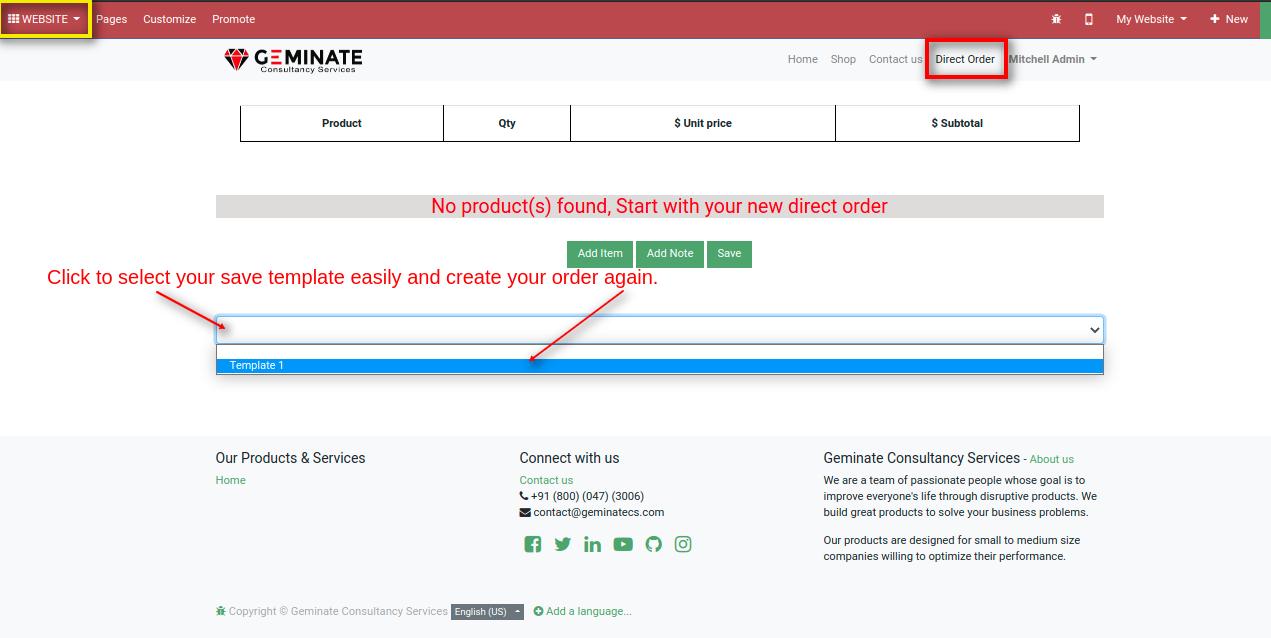 WEBSITE Pages Customize Promote My Website New
GEMINATE
Consultancy Services
Home Shop Contact us Direct Order Mitchell Admin
Product Qty $ Unit price $ Subtotal
No product(s) found, Start with your new direct order
Add Item Add Note Save
Click to select your save template easily and create your order again.
Template 1
Our Products & Services
Home
Connect with us
Contact us
+91 (800) (047) (3006)
contact@geminatecs.com
Geminate Consultancy Services - About us
We are a team of passionate people whose goal is to
improve everyone's life through disruptive products. We
build great products to solve your business problems.
Our products are designed for small to medium size
companies willing to optimize their performance.
Copyright © Geminate Consultancy Services English (US) Add a language...